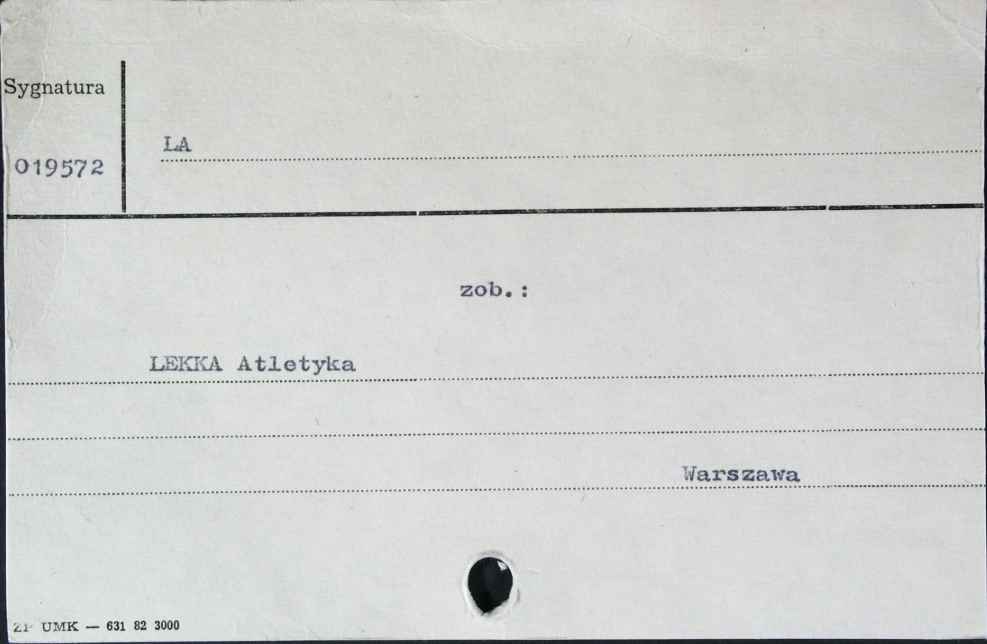 Sygnatura
LA
019572
zob.:
LEKKA Atletyka
Warszawa
ZP UMK — 631 82 3000